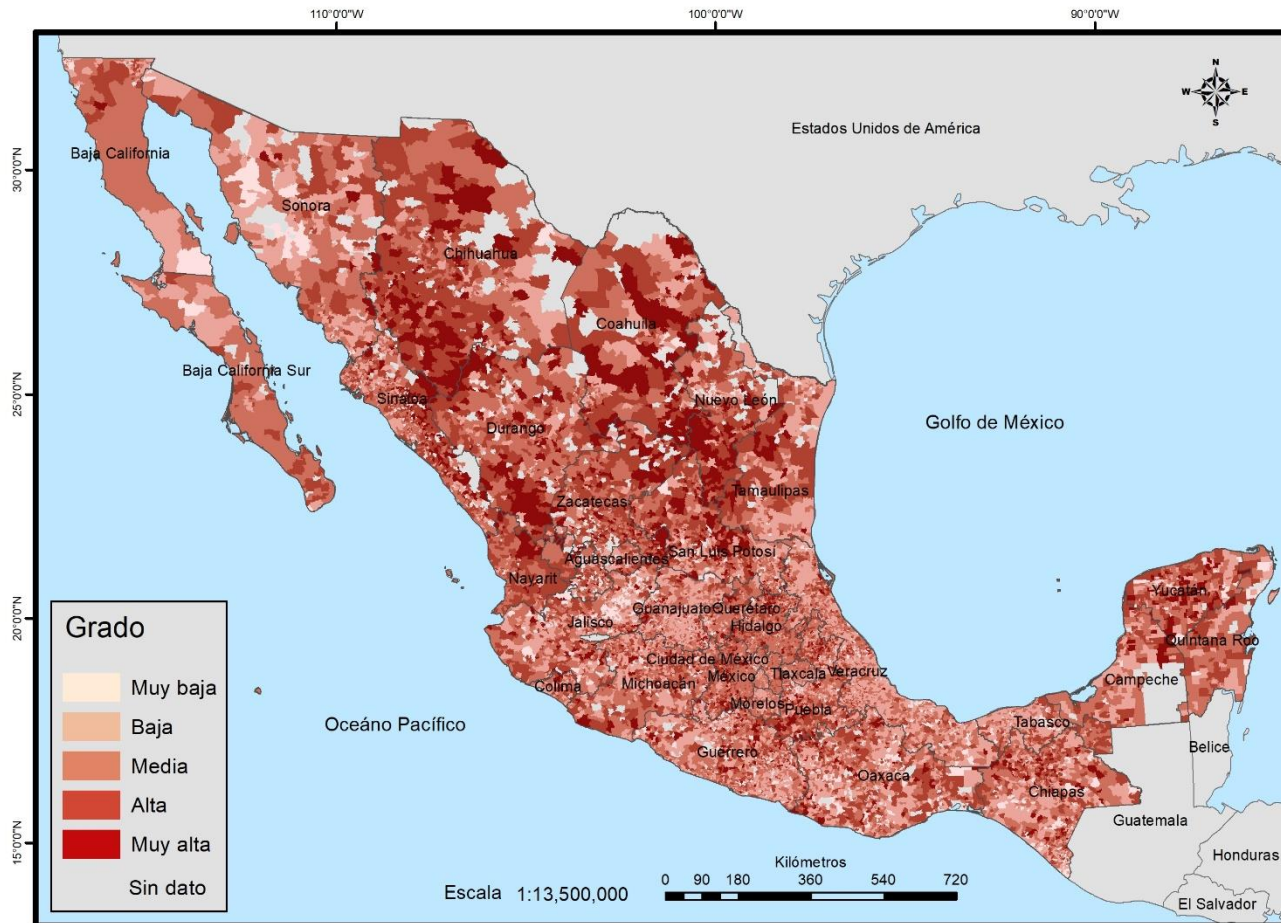 110°0'0"W
100°0'0"W
90°0'0"W
N
W
E
S
Estados Unidos de América
30°0'0"N
25°0'0"N
20°0'0"N
15°0'0"N
Baja California
Sonora
Chihuahua
Coahuila
Baja California Sur
Sinaloa
Nuevo León
Durango
Golfo de México
Zacatecas
Tamaulipas
Aguascalientes
San Luis Potosí
Nayarit
Yucatán
Guanajuato
Querétaro
Jalisco
Hidalgo
Quintana Roo
Ciudad de México
Colima
Michoacán
México
Tlaxcala
Veracruz
Campeche
Morelos
Puebla
Tabasco
Océano Pacífico
Guerrero
Oaxaca
Belice
Chiapas
Guatemala
Honduras
El Salvador
Grado
Muy baja
Baja
Media
Alta
Muy alta
Sin dato
Escala 1:13,500,000
Kilómetros
0 90 180 360 540 720